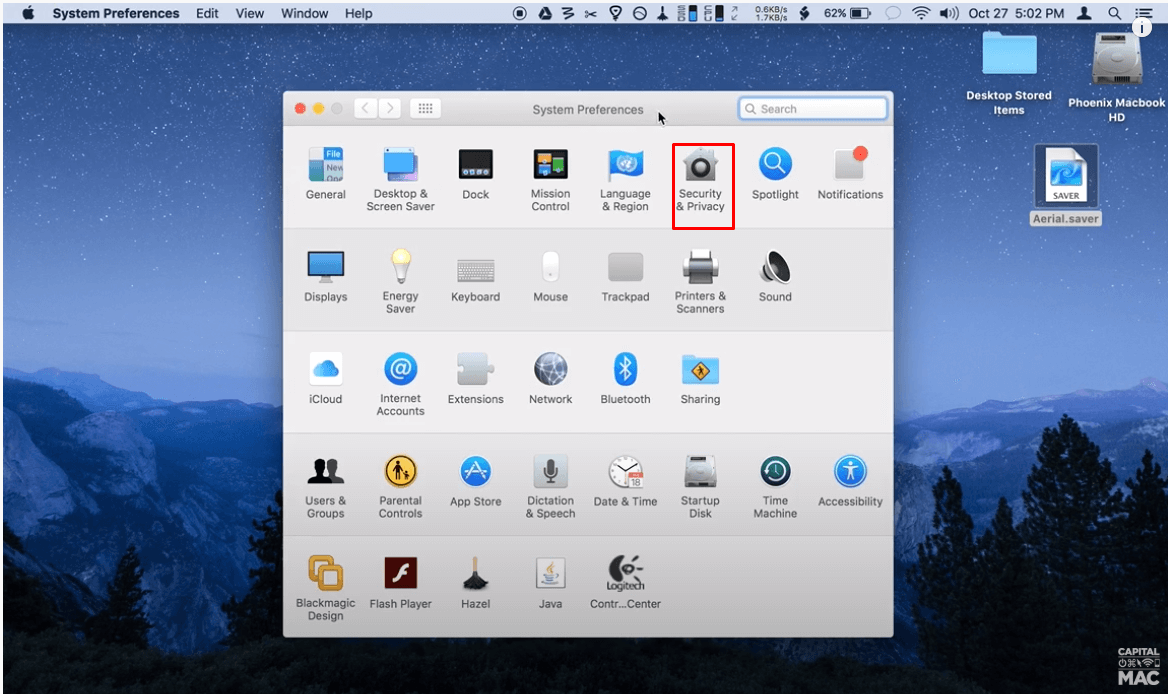 System Preferences Edit View Window Help
0.6KB/s
1.7KB/s
62%
Oct 27 5:02 PM
i
Desktop Stored
Items
Phoenix Macbook
HD
SAVER
Aerial.saver
System Preferences
Search
File
New
General
Desktop &
Screen Saver
Dock
Mission
Control
Language
& Region
Security
& Privacy
Spotlight
Notifications
Displays
Energy
Saver
Keyboard
Mouse
Trackpad
Printers &
Scanners
Sound
iCloud
@
Internet
Accounts
Extensions
Network
Bluetooth
Sharing
Users &
Groups
Parental
Controls
App Store
Dictation
& Speech
18
Date & Time
Startup
Disk
Time
Machine
Accessibility
Blackmagic
Design
Flash Player
Hazel
Java
Logitech
Contr...Center
CAPITAL
MAC